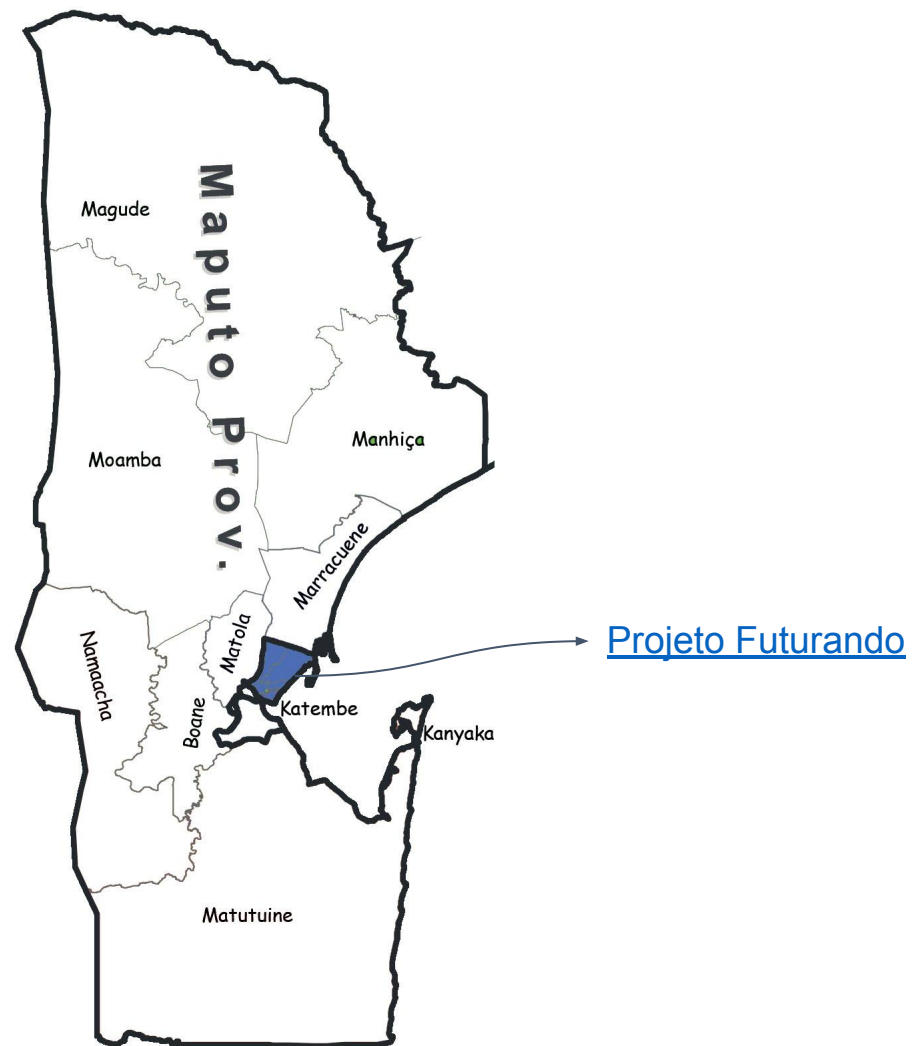 Maputo Prov.
Magude
Manhiça
Moamba
Marracuene
Matola
Namaacha
Projeto Futurando
Boane
Katembe
Kanyaka
Matutuine